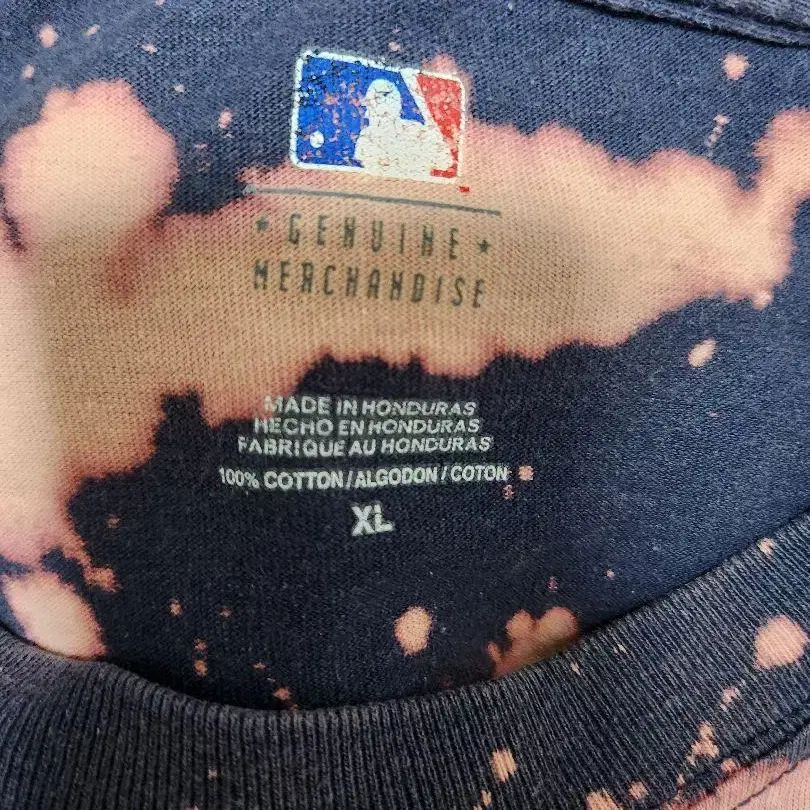 ★ GENUINE ★
MERCHANDISE
MADE IN HONDURAS
HECHO EN HONDURAS
FABRIQUE AU HONDURAS
100% COTTON / ALGODON / COTON
XL